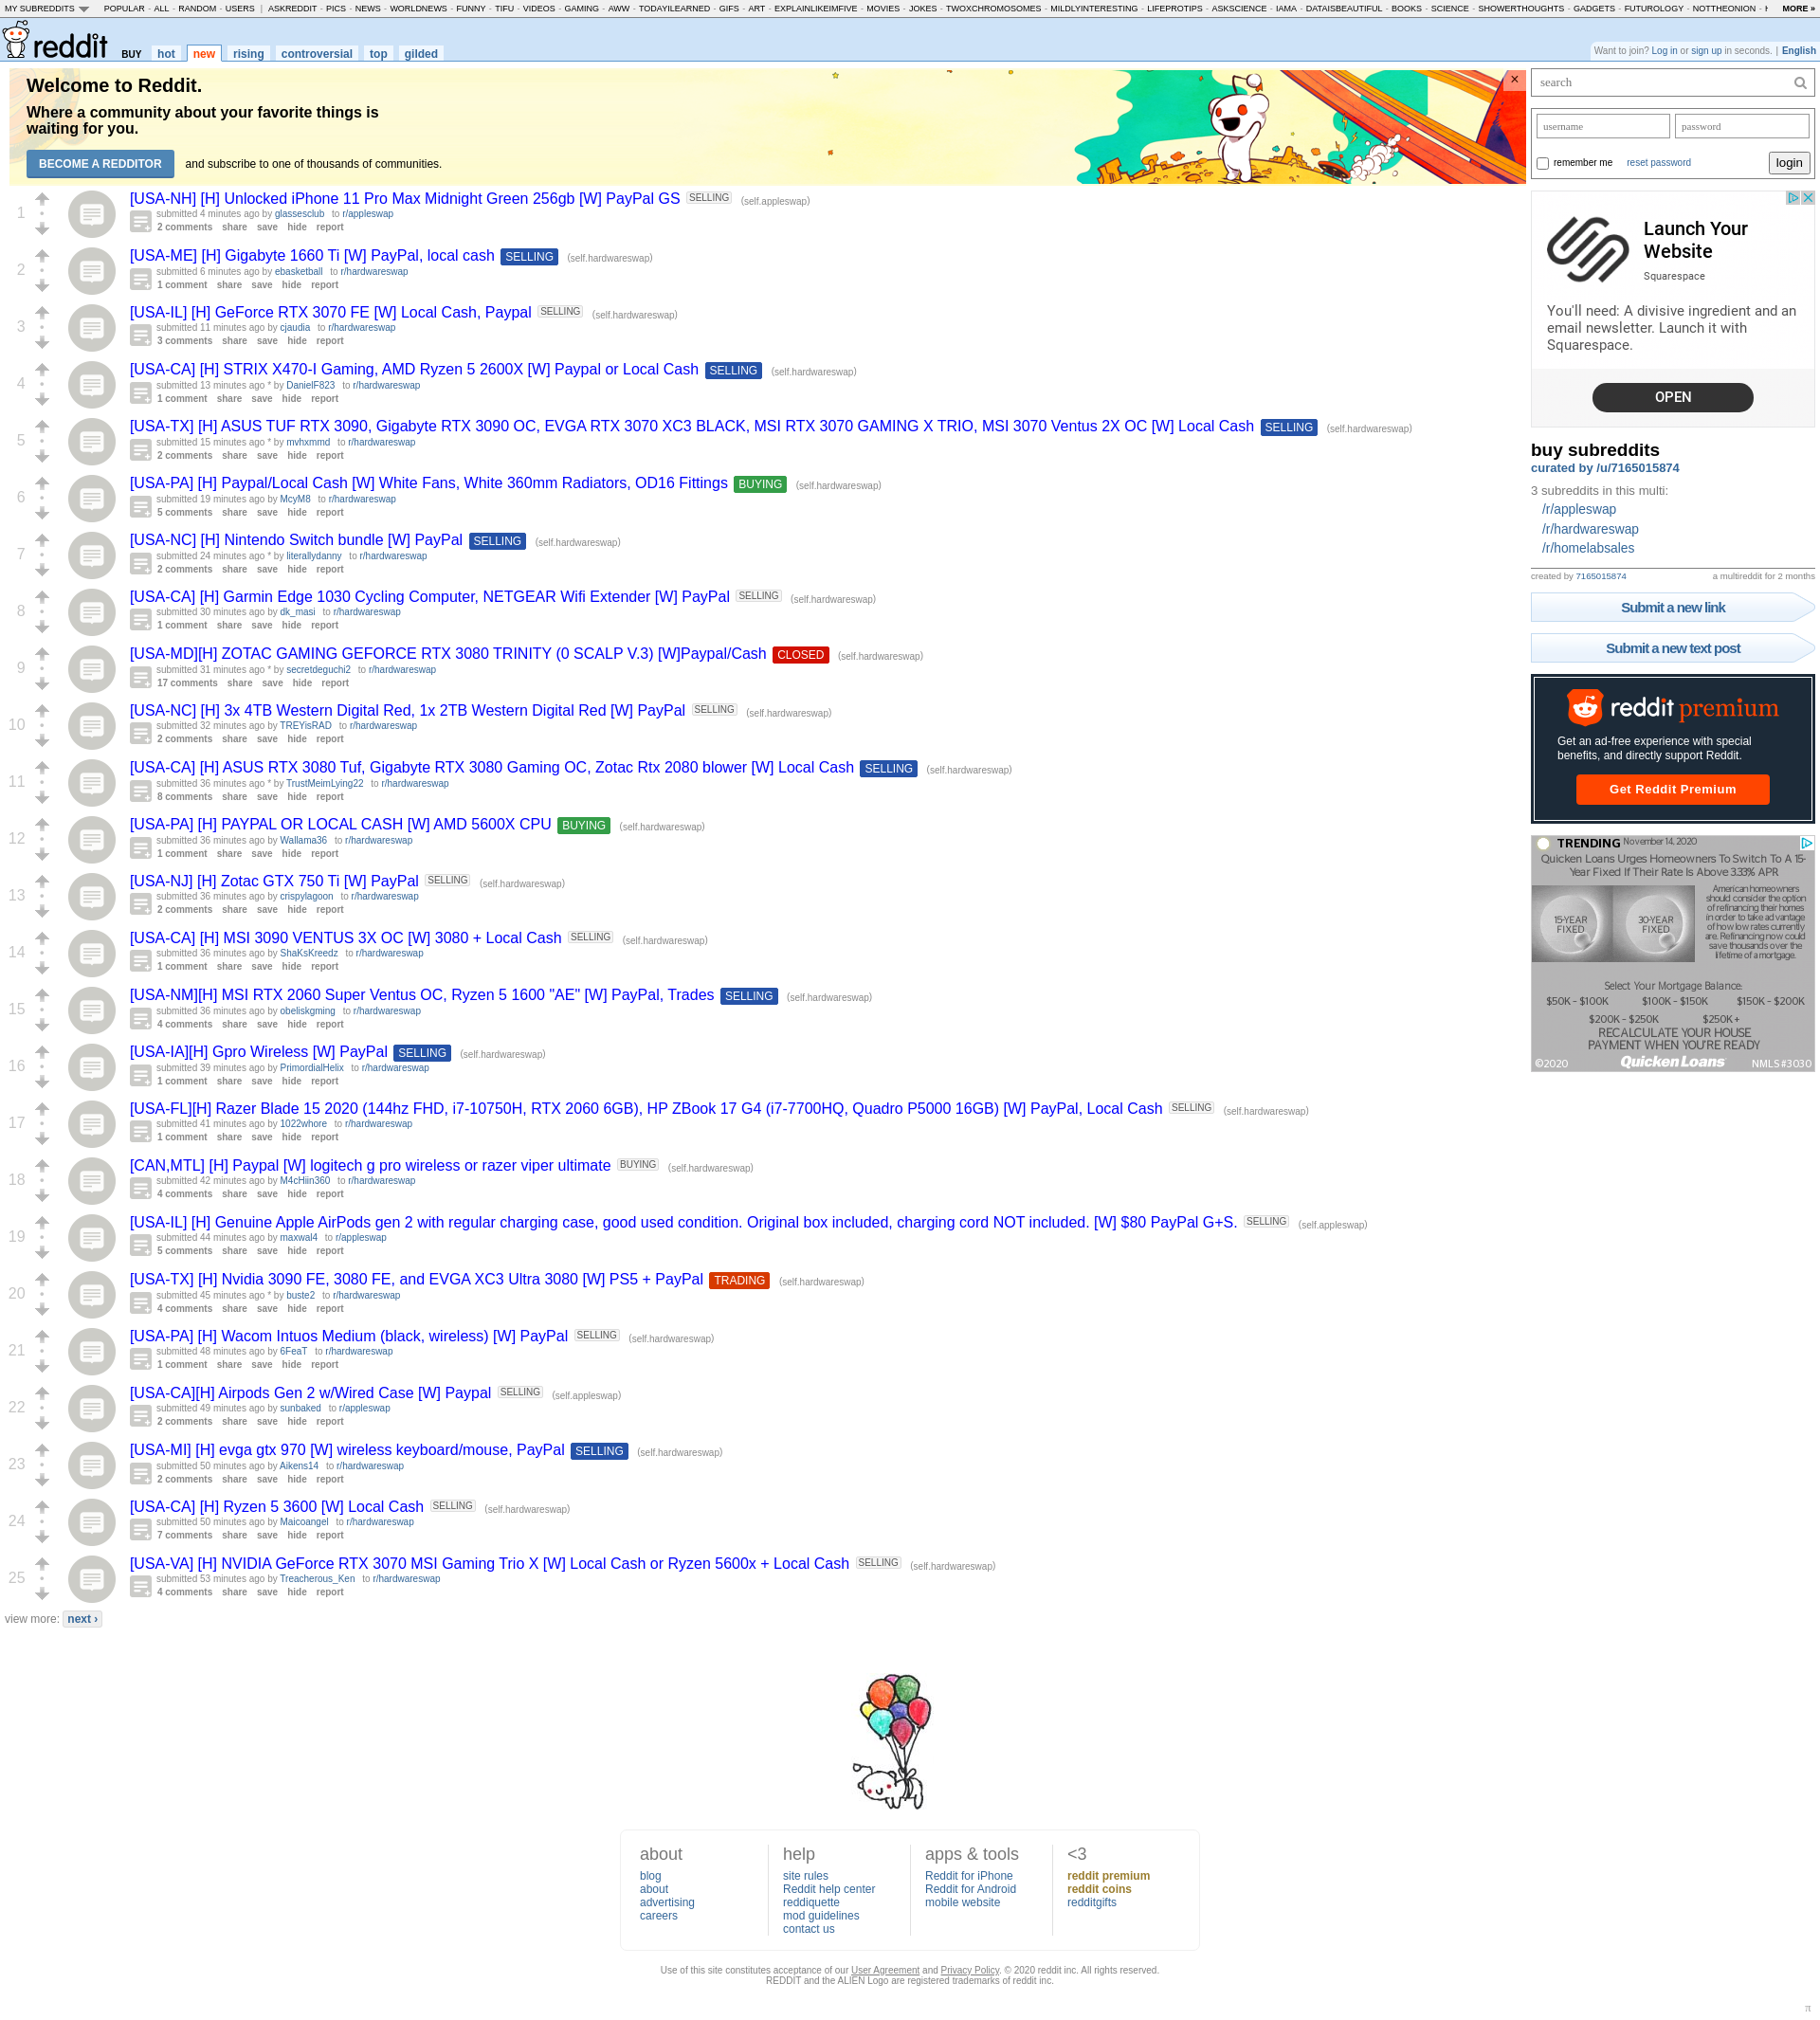 MY SUBREDDITS POPULAR - ALL - RANDOM - USERS | ASKREDDIT - PICS - NEWS - WORLDNEWS - FUNNY - TIFU - VIDEOS - GAMING - AWW - TODAYILEARNED - GIFS - ART - EXPLAINLIKEIMFIVE - MOVIES - JOKES - TWOXCHROMOSOMES - MILDLYINTERESTING - LIFEPROTIPS - ASKSCIENCE - IAMA - DATAISBEAUTIFUL - BOOKS - SCIENCE - SHOWERTHOUGHTS - GADGETS - FUTUROLOGY - NOTTHEONION - MORE »
reddit BUY hot new rising controversial top gilded
Want to join? Log in or sign up in seconds. | English
Welcome to Reddit.
Where a community about your favorite things is
waiting for you.
BECOME A REDDITOR and subscribe to one of thousands of communities.
1 [USA-NH] [H] Unlocked iPhone 11 Pro Max Midnight Green 256gb [W] PayPal GS SELLING (self.appleswap)
submitted 4 minutes ago by glassesclub to r/appleswap
2 comments share save hide report
2 [USA-ME] [H] Gigabyte 1660 Ti [W] PayPal, local cash SELLING (self.hardwareswap)
submitted 6 minutes ago by ebasketball to r/hardwareswap
1 comment share save hide report
3 [USA-IL] [H] GeForce RTX 3070 FE [W] Local Cash, Paypal SELLING (self.hardwareswap)
submitted 11 minutes ago by cjaudia to r/hardwareswap
3 comments share save hide report
4 [USA-CA] [H] STRIX X470-I Gaming, AMD Ryzen 5 2600X [W] Paypal or Local Cash SELLING (self.hardwareswap)
submitted 13 minutes ago * by DanielF823 to r/hardwareswap
1 comment share save hide report
5 [USA-TX] [H] ASUS TUF RTX 3090, Gigabyte RTX 3090 OC, EVGA RTX 3070 XC3 BLACK, MSI RTX 3070 GAMING X TRIO, MSI 3070 Ventus 2X OC [W] Local Cash SELLING (self.hardwareswap)
submitted 15 minutes ago * by mvhxmmd to r/hardwareswap
2 comments share save hide report
6 [USA-PA] [H] Paypal/Local Cash [W] White Fans, White 360mm Radiators, OD16 Fittings BUYING (self.hardwareswap)
submitted 19 minutes ago by McyM8 to r/hardwareswap
5 comments share save hide report
7 [USA-NC] [H] Nintendo Switch bundle [W] PayPal SELLING (self.hardwareswap)
submitted 24 minutes ago * by literallydanny to r/hardwareswap
2 comments share save hide report
8 [USA-CA] [H] Garmin Edge 1030 Cycling Computer, NETGEAR Wifi Extender [W] PayPal SELLING (self.hardwareswap)
submitted 30 minutes ago by dk_masi to r/hardwareswap
1 comment share save hide report
9 [USA-MD][H] ZOTAC GAMING GEFORCE RTX 3080 TRINITY (0 SCALP V.3) [W]Paypal/Cash CLOSED (self.hardwareswap)
submitted 31 minutes ago * by secretdeguchi2 to r/hardwareswap
17 comments share save hide report
10 [USA-NC] [H] 3x 4TB Western Digital Red, 1x 2TB Western Digital Red [W] PayPal SELLING (self.hardwareswap)
submitted 32 minutes ago by TREYisRAD to r/hardwareswap
2 comments share save hide report
11 [USA-CA] [H] ASUS RTX 3080 Tuf, Gigabyte RTX 3080 Gaming OC, Zotac Rtx 2080 blower [W] Local Cash SELLING (self.hardwareswap)
submitted 36 minutes ago * by TrustMeimLying22 to r/hardwareswap
8 comments share save hide report
12 [USA-PA] [H] PAYPAL OR LOCAL CASH [W] AMD 5600X CPU BUYING (self.hardwareswap)
submitted 36 minutes ago by Wallama36 to r/hardwareswap
1 comment share save hide report
13 [USA-NJ] [H] Zotac GTX 750 Ti [W] PayPal SELLING (self.hardwareswap)
submitted 36 minutes ago by crispylagoon to r/hardwareswap
2 comments share save hide report
14 [USA-CA] [H] MSI 3090 VENTUS 3X OC [W] 3080 + Local Cash SELLING (self.hardwareswap)
submitted 36 minutes ago by ShaKsKreedz to r/hardwareswap
1 comment share save hide report
15 [USA-NM][H] MSI RTX 2060 Super Ventus OC, Ryzen 5 1600 "AE" [W] PayPal, Trades SELLING (self.hardwareswap)
submitted 36 minutes ago by obeliskgming to r/hardwareswap
4 comments share save hide report
16 [USA-IA][H] Gpro Wireless [W] PayPal SELLING (self.hardwareswap)
submitted 39 minutes ago by PrimordialHelix to r/hardwareswap
1 comment share save hide report
17 [USA-FL][H] Razer Blade 15 2020 (144hz FHD, i7-10750H, RTX 2060 6GB), HP ZBook 17 G4 (i7-7700HQ, Quadro P5000 16GB) [W] PayPal, Local Cash SELLING (self.hardwareswap)
submitted 41 minutes ago by 1022whore to r/hardwareswap
1 comment share save hide report
18 [CAN,MTL] [H] Paypal [W] logitech g pro wireless or razer viper ultimate BUYING (self.hardwareswap)
submitted 42 minutes ago by M4cHiin360 to r/hardwareswap
4 comments share save hide report
19 [USA-IL] [H] Genuine Apple AirPods gen 2 with regular charging case, good used condition. Original box included, charging cord NOT included. [W] $80 PayPal G+S. SELLING (self.appleswap)
submitted 44 minutes ago by maxwal4 to r/appleswap
5 comments share save hide report
20 [USA-TX] [H] Nvidia 3090 FE, 3080 FE, and EVGA XC3 Ultra 3080 [W] PS5 + PayPal TRADING (self.hardwareswap)
submitted 45 minutes ago * by buste2 to r/hardwareswap
4 comments share save hide report
21 [USA-PA] [H] Wacom Intuos Medium (black, wireless) [W] PayPal SELLING (self.hardwareswap)
submitted 48 minutes ago by 6FeaT to r/hardwareswap
1 comment share save hide report
22 [USA-CA][H] Airpods Gen 2 w/Wired Case [W] Paypal SELLING (self.appleswap)
submitted 49 minutes ago by sunbaked to r/appleswap
2 comments share save hide report
23 [USA-MI] [H] evga gtx 970 [W] wireless keyboard/mouse, PayPal SELLING (self.hardwareswap)
submitted 50 minutes ago by Aikens14 to r/hardwareswap
2 comments share save hide report
24 [USA-CA] [H] Ryzen 5 3600 [W] Local Cash SELLING (self.hardwareswap)
submitted 50 minutes ago by Maicoangel to r/hardwareswap
7 comments share save hide report
25 [USA-VA] [H] NVIDIA GeForce RTX 3070 MSI Gaming Trio X [W] Local Cash or Ryzen 5600x + Local Cash SELLING (self.hardwareswap)
submitted 53 minutes ago by Treacherous_Ken to r/hardwareswap
4 comments share save hide report
view more: next ›
search
username password
remember me reset password login
Launch Your
Website
Squarespace
You'll need: A divisive ingredient and an
email newsletter. Launch it with
Squarespace.
OPEN
buy subreddits
curated by /u/7165015874
3 subreddits in this multi:
/r/appleswap
/r/hardwareswap
/r/homelabsales
created by 7165015874 a multireddit for 2 months
Submit a new link
Submit a new text post
reddit premium
Get an ad-free experience with special
benefits, and directly support Reddit.
Get Reddit Premium
TRENDING November 14, 2020
Quicken Loans Urges Homeowners To Switch To A 15-
Year Fixed If Their Rate Is Above 3.33% APR
15-YEAR
FIXED
30-YEAR
FIXED
American homeowners
should consider the option
of refinancing their homes
in order to take advantage
of how low rates currently
are. Refinancing now could
save thousands over the
lifetime of a mortgage.
Select Your Mortgage Balance:
$50K - $100K $100K - $150K $150K - $200K
$200K - $250K $250K +
RECALCULATE YOUR HOUSE
PAYMENT WHEN YOU'RE READY
©2020 Quicken Loans NMLS #3030
about
blog
about
advertising
careers
help
site rules
Reddit help center
reddiquette
mod guidelines
contact us
apps & tools
Reddit for iPhone
Reddit for Android
mobile website
<3
reddit premium
reddit coins
redditgifts
Use of this site constitutes acceptance of our User Agreement and Privacy Policy. © 2020 reddit inc. All rights reserved.
REDDIT and the ALIEN Logo are registered trademarks of reddit inc.
π